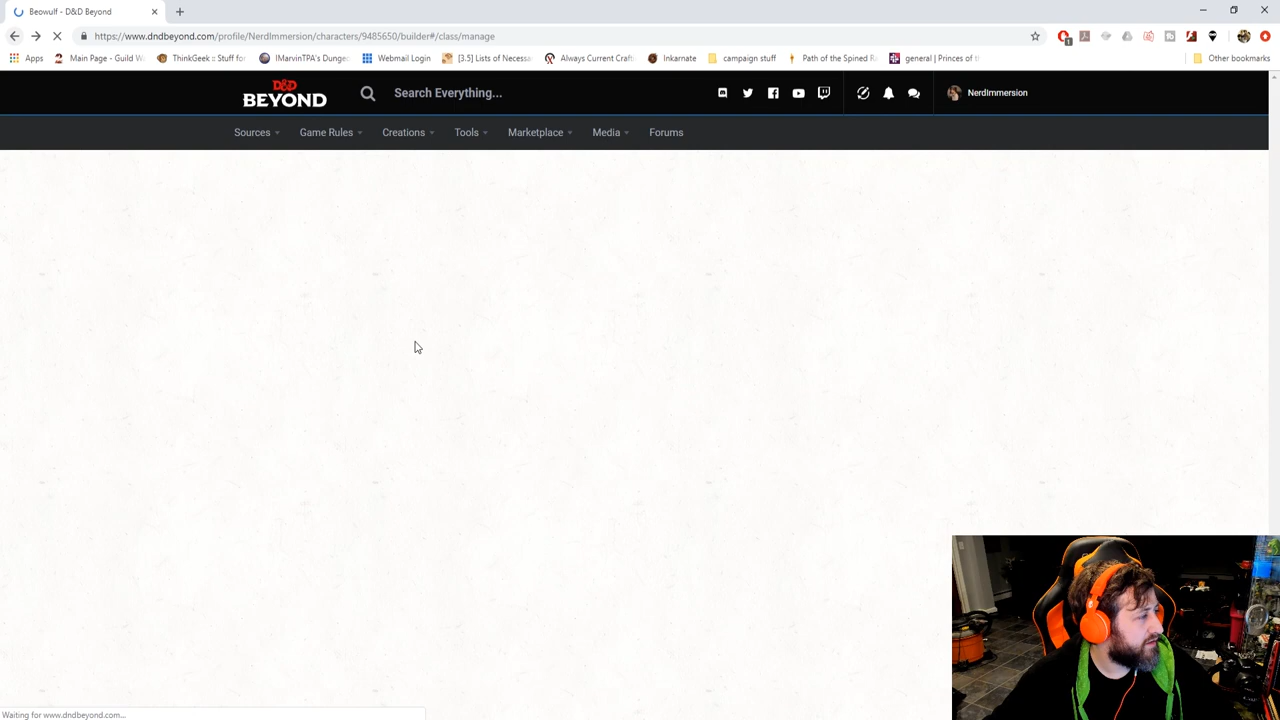 Beowulf - D&D Beyond
https://www.dndbeyond.com/profile/NerdImmersion/characters/9485650/builder#/class/manage
1
Apps
Main Page - Guild W
ThinkGeek :: Stuff for
IMarvinTPA's Dunge
Webmail Login
[3.5] Lists of Necessa
Always Current Craft
Inkarnate
campaign stuff
Path of the Spined R
general | Princes of t
Other bookmarks
D&D
BEYOND
Search Everything...
NerdImmersion
Sources
Game Rules
Creations
Tools
Marketplace
Media
Forums
Waiting for www.dndbeyond.com...